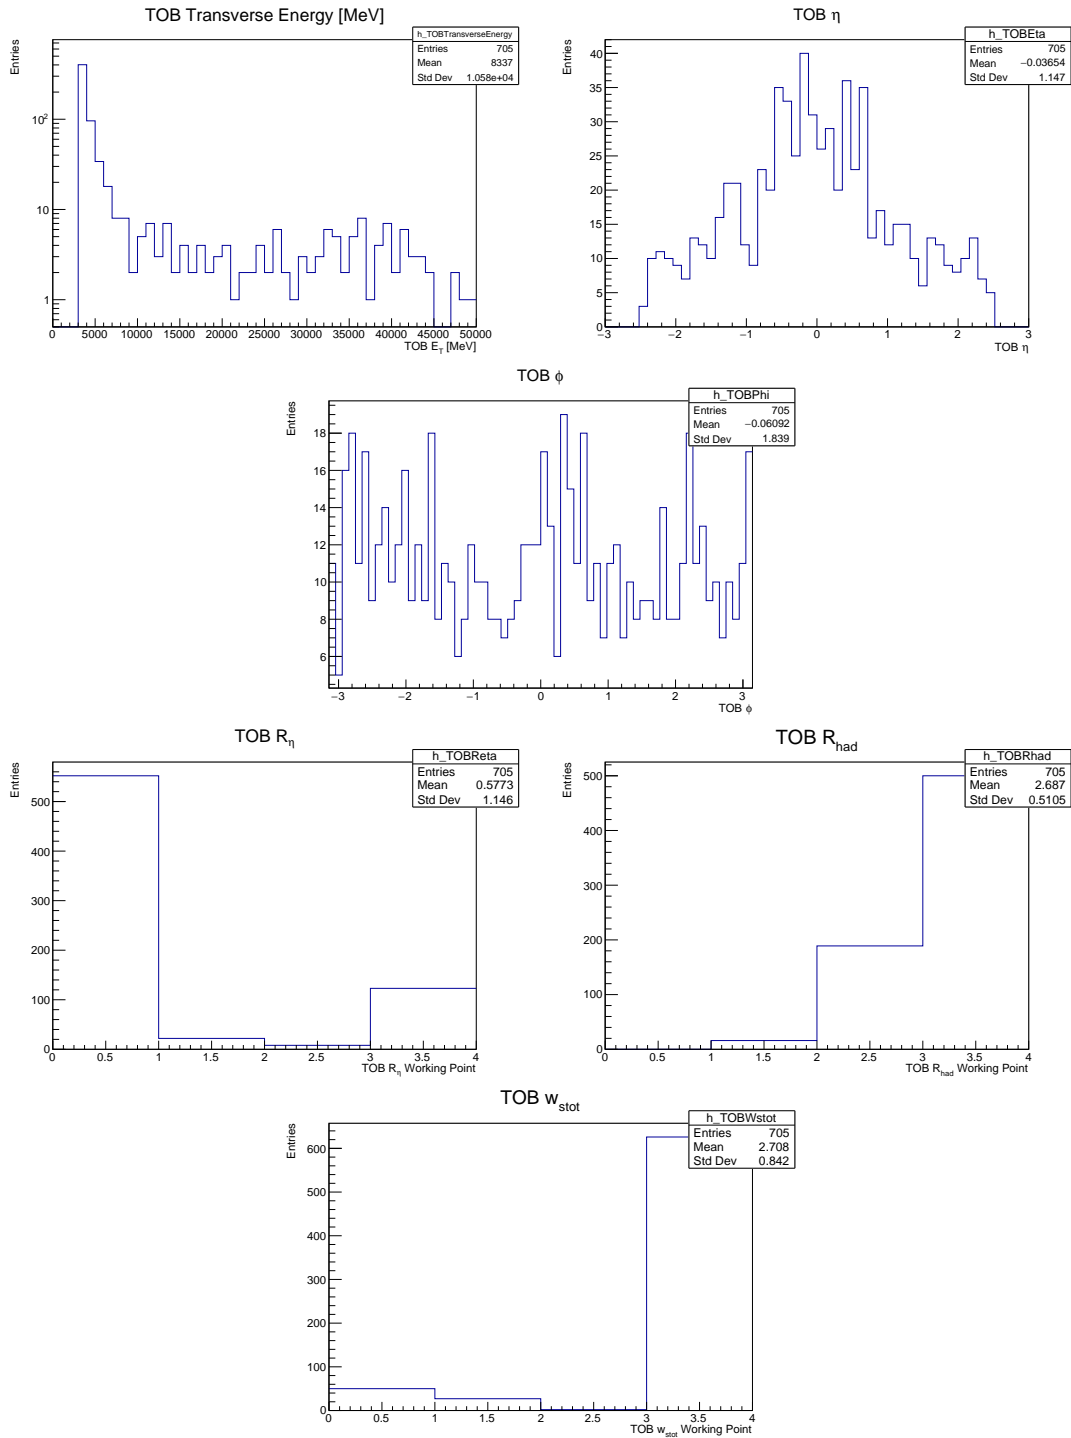 TOB Transverse Energy [MeV]
h_TOBTransverseEnergy
Entries 705
Mean 8337
Std Dev 1.058e+04
Entries
10²
10
1
0 5000 10000 15000 20000 25000 30000 35000 40000 45000 50000
TOB E_T [MeV]
TOB η
h_TOBEta
Entries 705
Mean −0.03654
Std Dev 1.147
Entries
40
35
30
25
20
15
10
5
0
−3 −2 −1 0 1 2 3
TOB η
TOB ϕ
h_TOBPhi
Entries 705
Mean −0.06092
Std Dev 1.839
Entries
18
16
14
12
10
8
6
−3 −2 −1 0 1 2 3
TOB ϕ
TOB R_η
h_TOBReta
Entries 705
Mean 0.5773
Std Dev 1.146
Entries
500
400
300
200
100
0
0 0.5 1 1.5 2 2.5 3 3.5 4
TOB R_η Working Point
TOB R_had
h_TOBRhad
Entries 705
Mean 2.687
Std Dev 0.5105
Entries
500
400
300
200
100
0
0 0.5 1 1.5 2 2.5 3 3.5 4
TOB R_had Working Point
TOB w_stot
h_TOBWstot
Entries 705
Mean 2.708
Std Dev 0.842
Entries
600
500
400
300
200
100
0
0 0.5 1 1.5 2 2.5 3 3.5 4
TOB w_stot Working Point